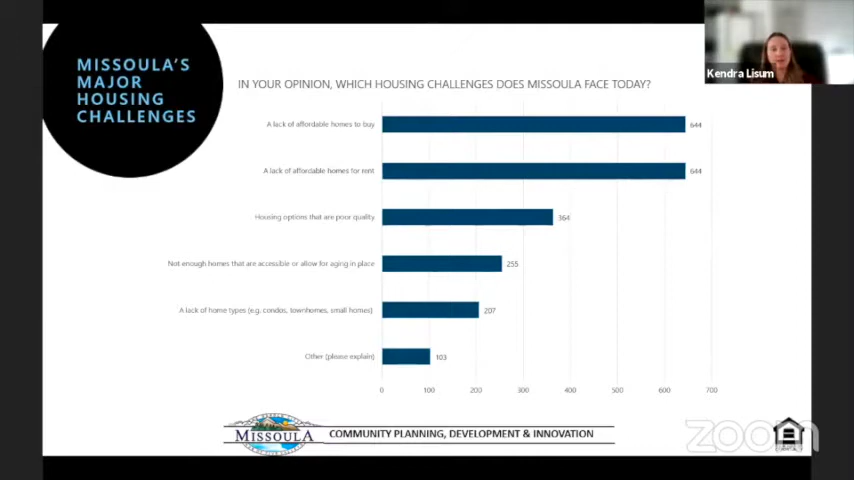 Kendra Lisum
MISSOULA'S
MAJOR
HOUSING
CHALLENGES
IN YOUR OPINION, WHICH HOUSING CHALLENGES DOES MISSOULA FACE TODAY?
A lack of affordable homes to buy 644
A lack of affordable homes for rent 644
Housing options that are poor quality 364
Not enough homes that are accessible or allow for aging in place 255
A lack of home types (e.g. condos, townhomes, small homes) 207
Other (please explain) 103
0 100 200 300 400 500 600 700
MISSOULA COMMUNITY PLANNING, DEVELOPMENT & INNOVATION
zoom